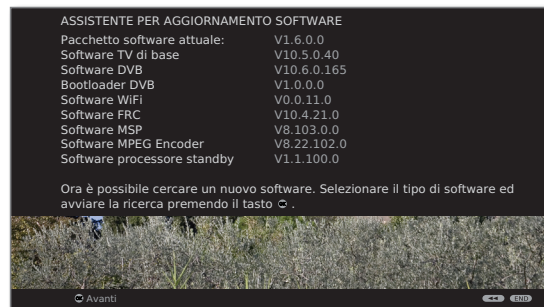 ASSISTENTE PER AGGIORNAMENTO SOFTWARE
Pacchetto software attuale: V1.6.0.0
Software TV di base V10.5.0.40
Software DVB V10.6.0.165
Bootloader DVB V1.0.0.0
Software WiFi V0.0.11.0
Software FRC V10.4.21.0
Software MSP V8.103.0.0
Software MPEG Encoder V8.22.102.0
Software processore standby V1.1.100.0
Ora è possibile cercare un nuovo software. Selezionare il tipo di software ed
avviare la ricerca premendo il tasto OK .
OK Avanti END